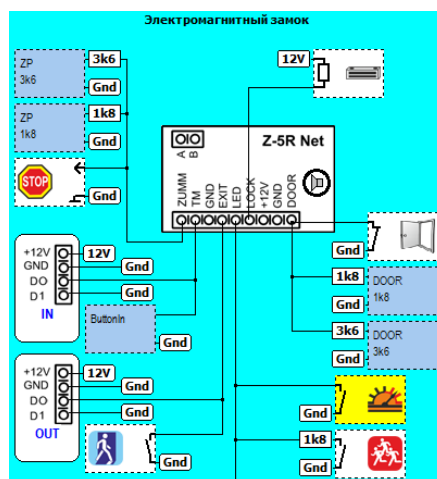 Электромагнитный замок
ZP
3k6
3k6
Gnd
ZP
1k8
1k8
Gnd
STOP
Gnd
12V
A B
Z-5R Net
ZUMM
TM
GND
EXIT
LED
LOCK
+12V
GND
DOOR
Gnd
1k8
DOOR
1k8
Gnd
3k6
DOOR
3k6
Gnd
+12V
GND
DO
D1
IN
12V
Gnd
Gnd
ButtonIn
Gnd
+12V
GND
DO
D1
OUT
12V
Gnd
Gnd
Gnd
Gnd
1k8
Gnd